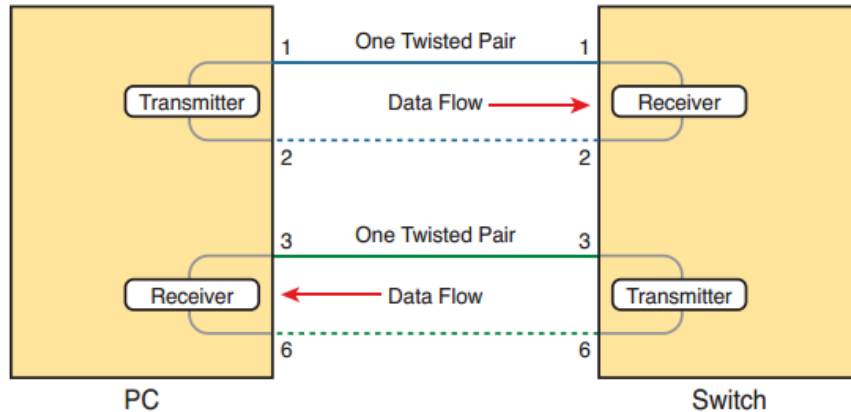 1 One Twisted Pair 1
Transmitter Data Flow Receiver
2 2
3 One Twisted Pair 3
Receiver Data Flow Transmitter
6 6
PC Switch